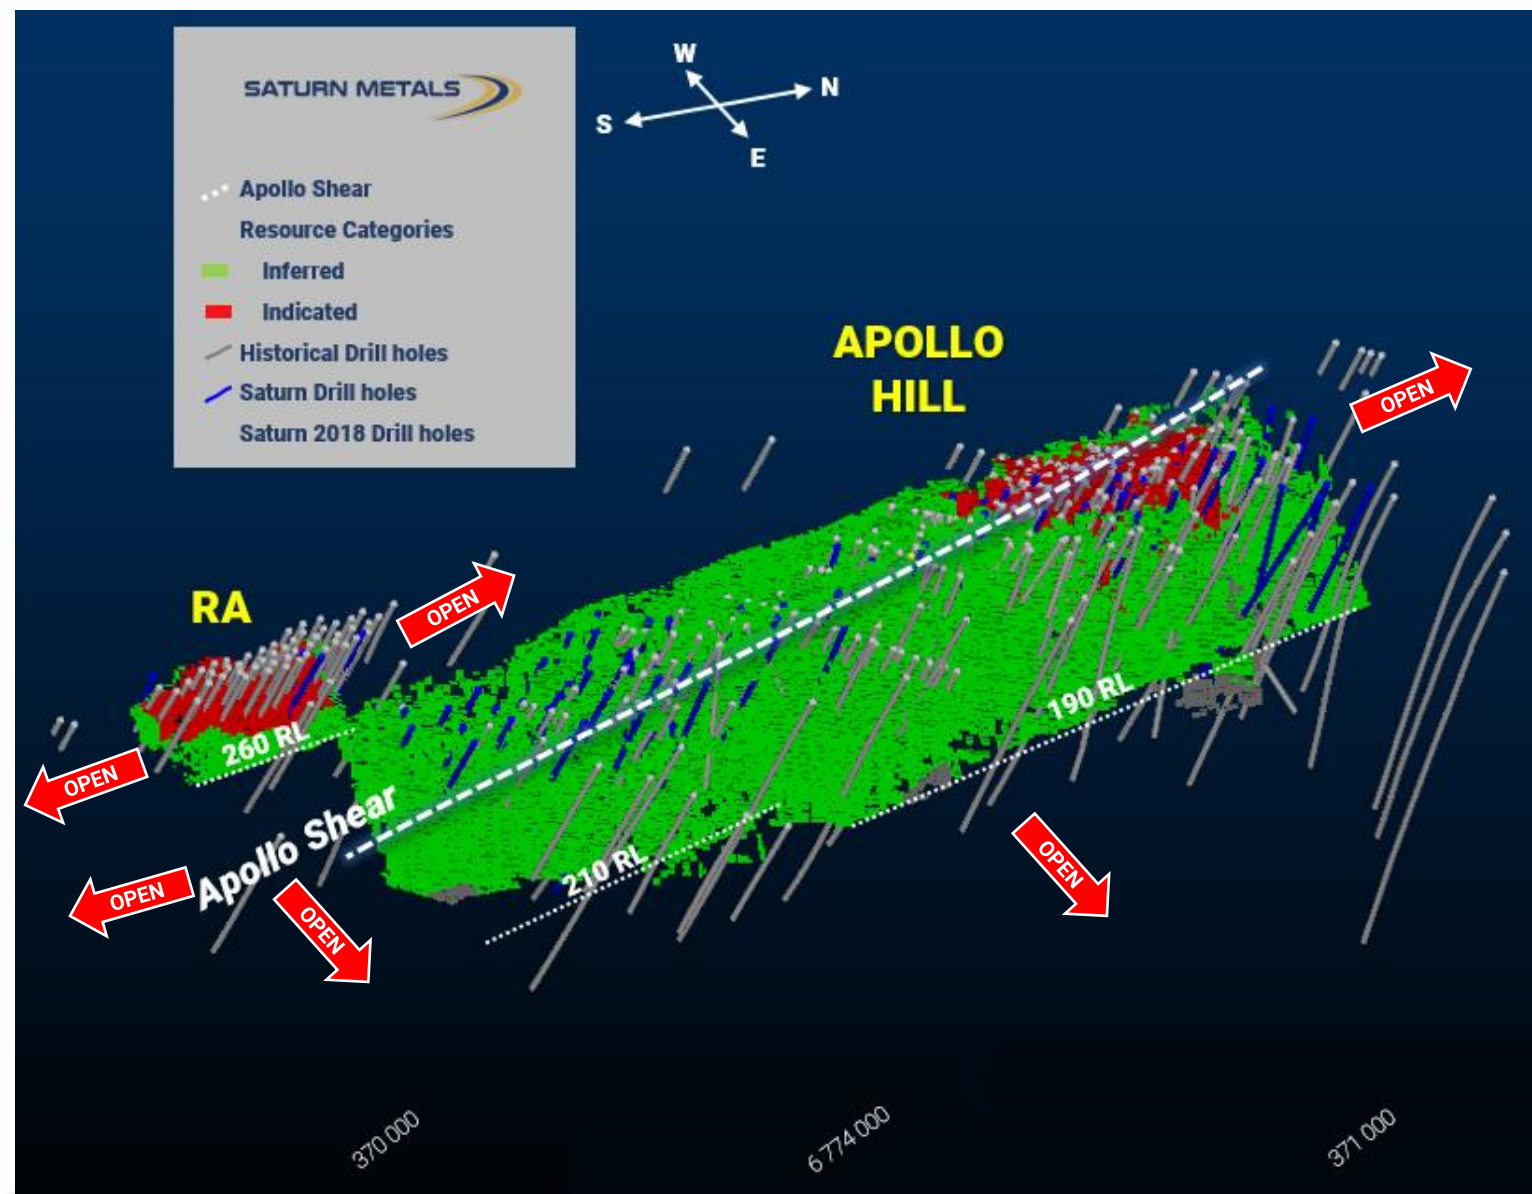 SATURN METALS
Apollo Shear
Resource Categories
Inferred
Indicated
Historical Drill holes
Saturn Drill holes
Saturn 2018 Drill holes
W
N
S
E
APOLLO
HILL
OPEN
RA
OPEN
260 RL
190 RL
OPEN
Apollo Shear
210 RL
OPEN
OPEN
OPEN
370 000
6 774 000
371 000